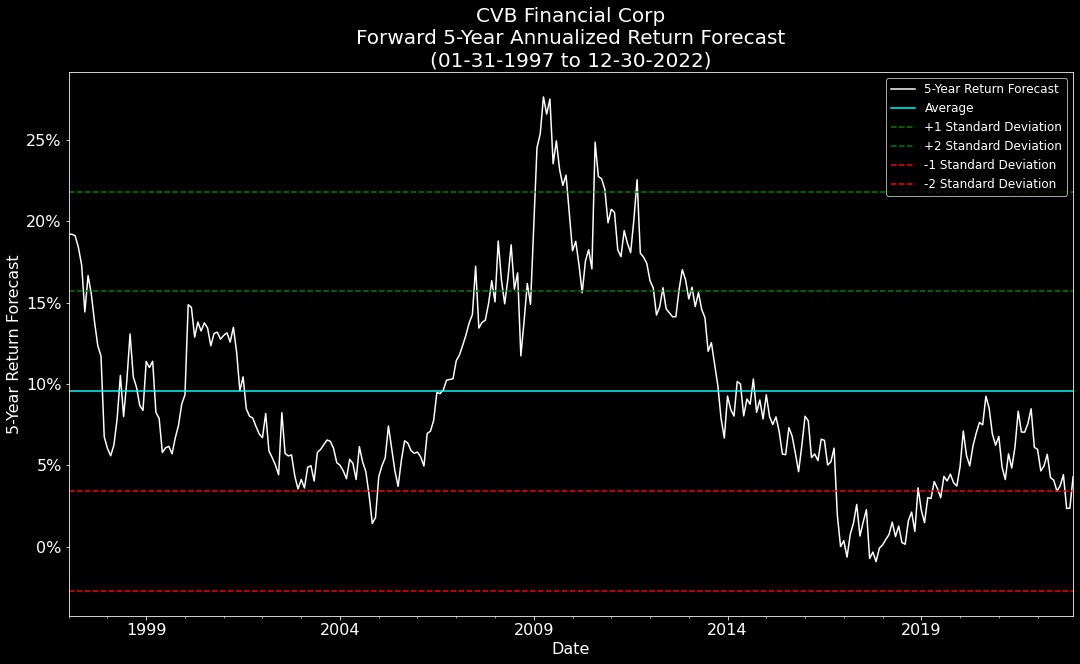 CVB Financial Corp
Forward 5-Year Annualized Return Forecast
(01-31-1997 to 12-30-2022)
5-Year Return Forecast
Average
+1 Standard Deviation
+2 Standard Deviation
-1 Standard Deviation
-2 Standard Deviation
5-Year Return Forecast
25%
20%
15%
10%
5%
0%
1999
2004
2009
2014
2019
Date